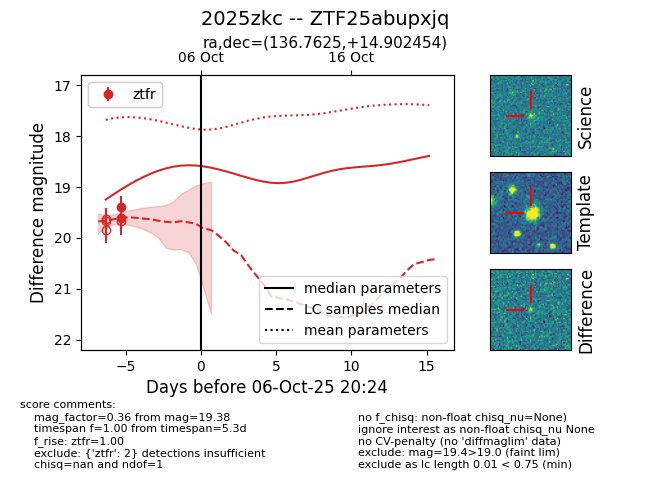 2025zkc -- ZTF25abupxjq
ra,dec=(136.7625,+14.902454)
06 Oct
16 Oct
17
18
19
20
21
22
Difference magnitude
ztfr
median parameters
LC samples median
mean parameters
−5
0
5
10
15
Days before 06-Oct-25 20:24
Science
Template
Difference
score comments:
mag_factor=0.36 from mag=19.38
timespan f=1.00 from timespan=5.3d
f_rise: ztfr=1.00
exclude: {'ztfr': 2} detections insufficient
chisq=nan and ndof=1
no f_chisq: non-float chisq_nu=None)
ignore interest as non-float chisq_nu None
no CV-penalty (no 'diffmaglim' data)
exclude: mag=19.4>19.0 (faint lim)
exclude as lc length 0.01 < 0.75 (min)